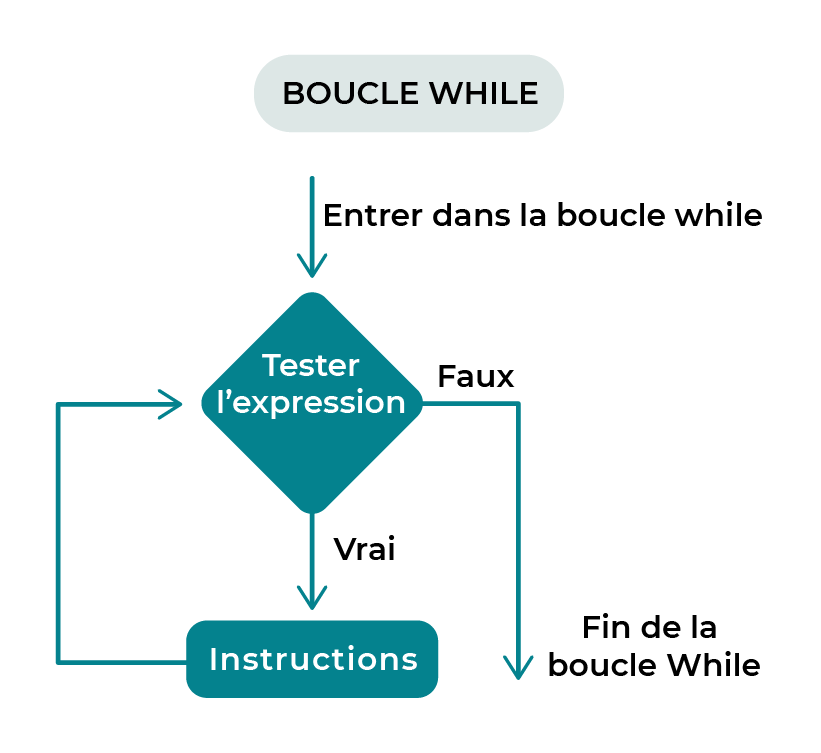 BOUCLE WHILE
Entrer dans la boucle while
Tester
l’expression
Faux
Vrai
Instructions
Fin de la
boucle While